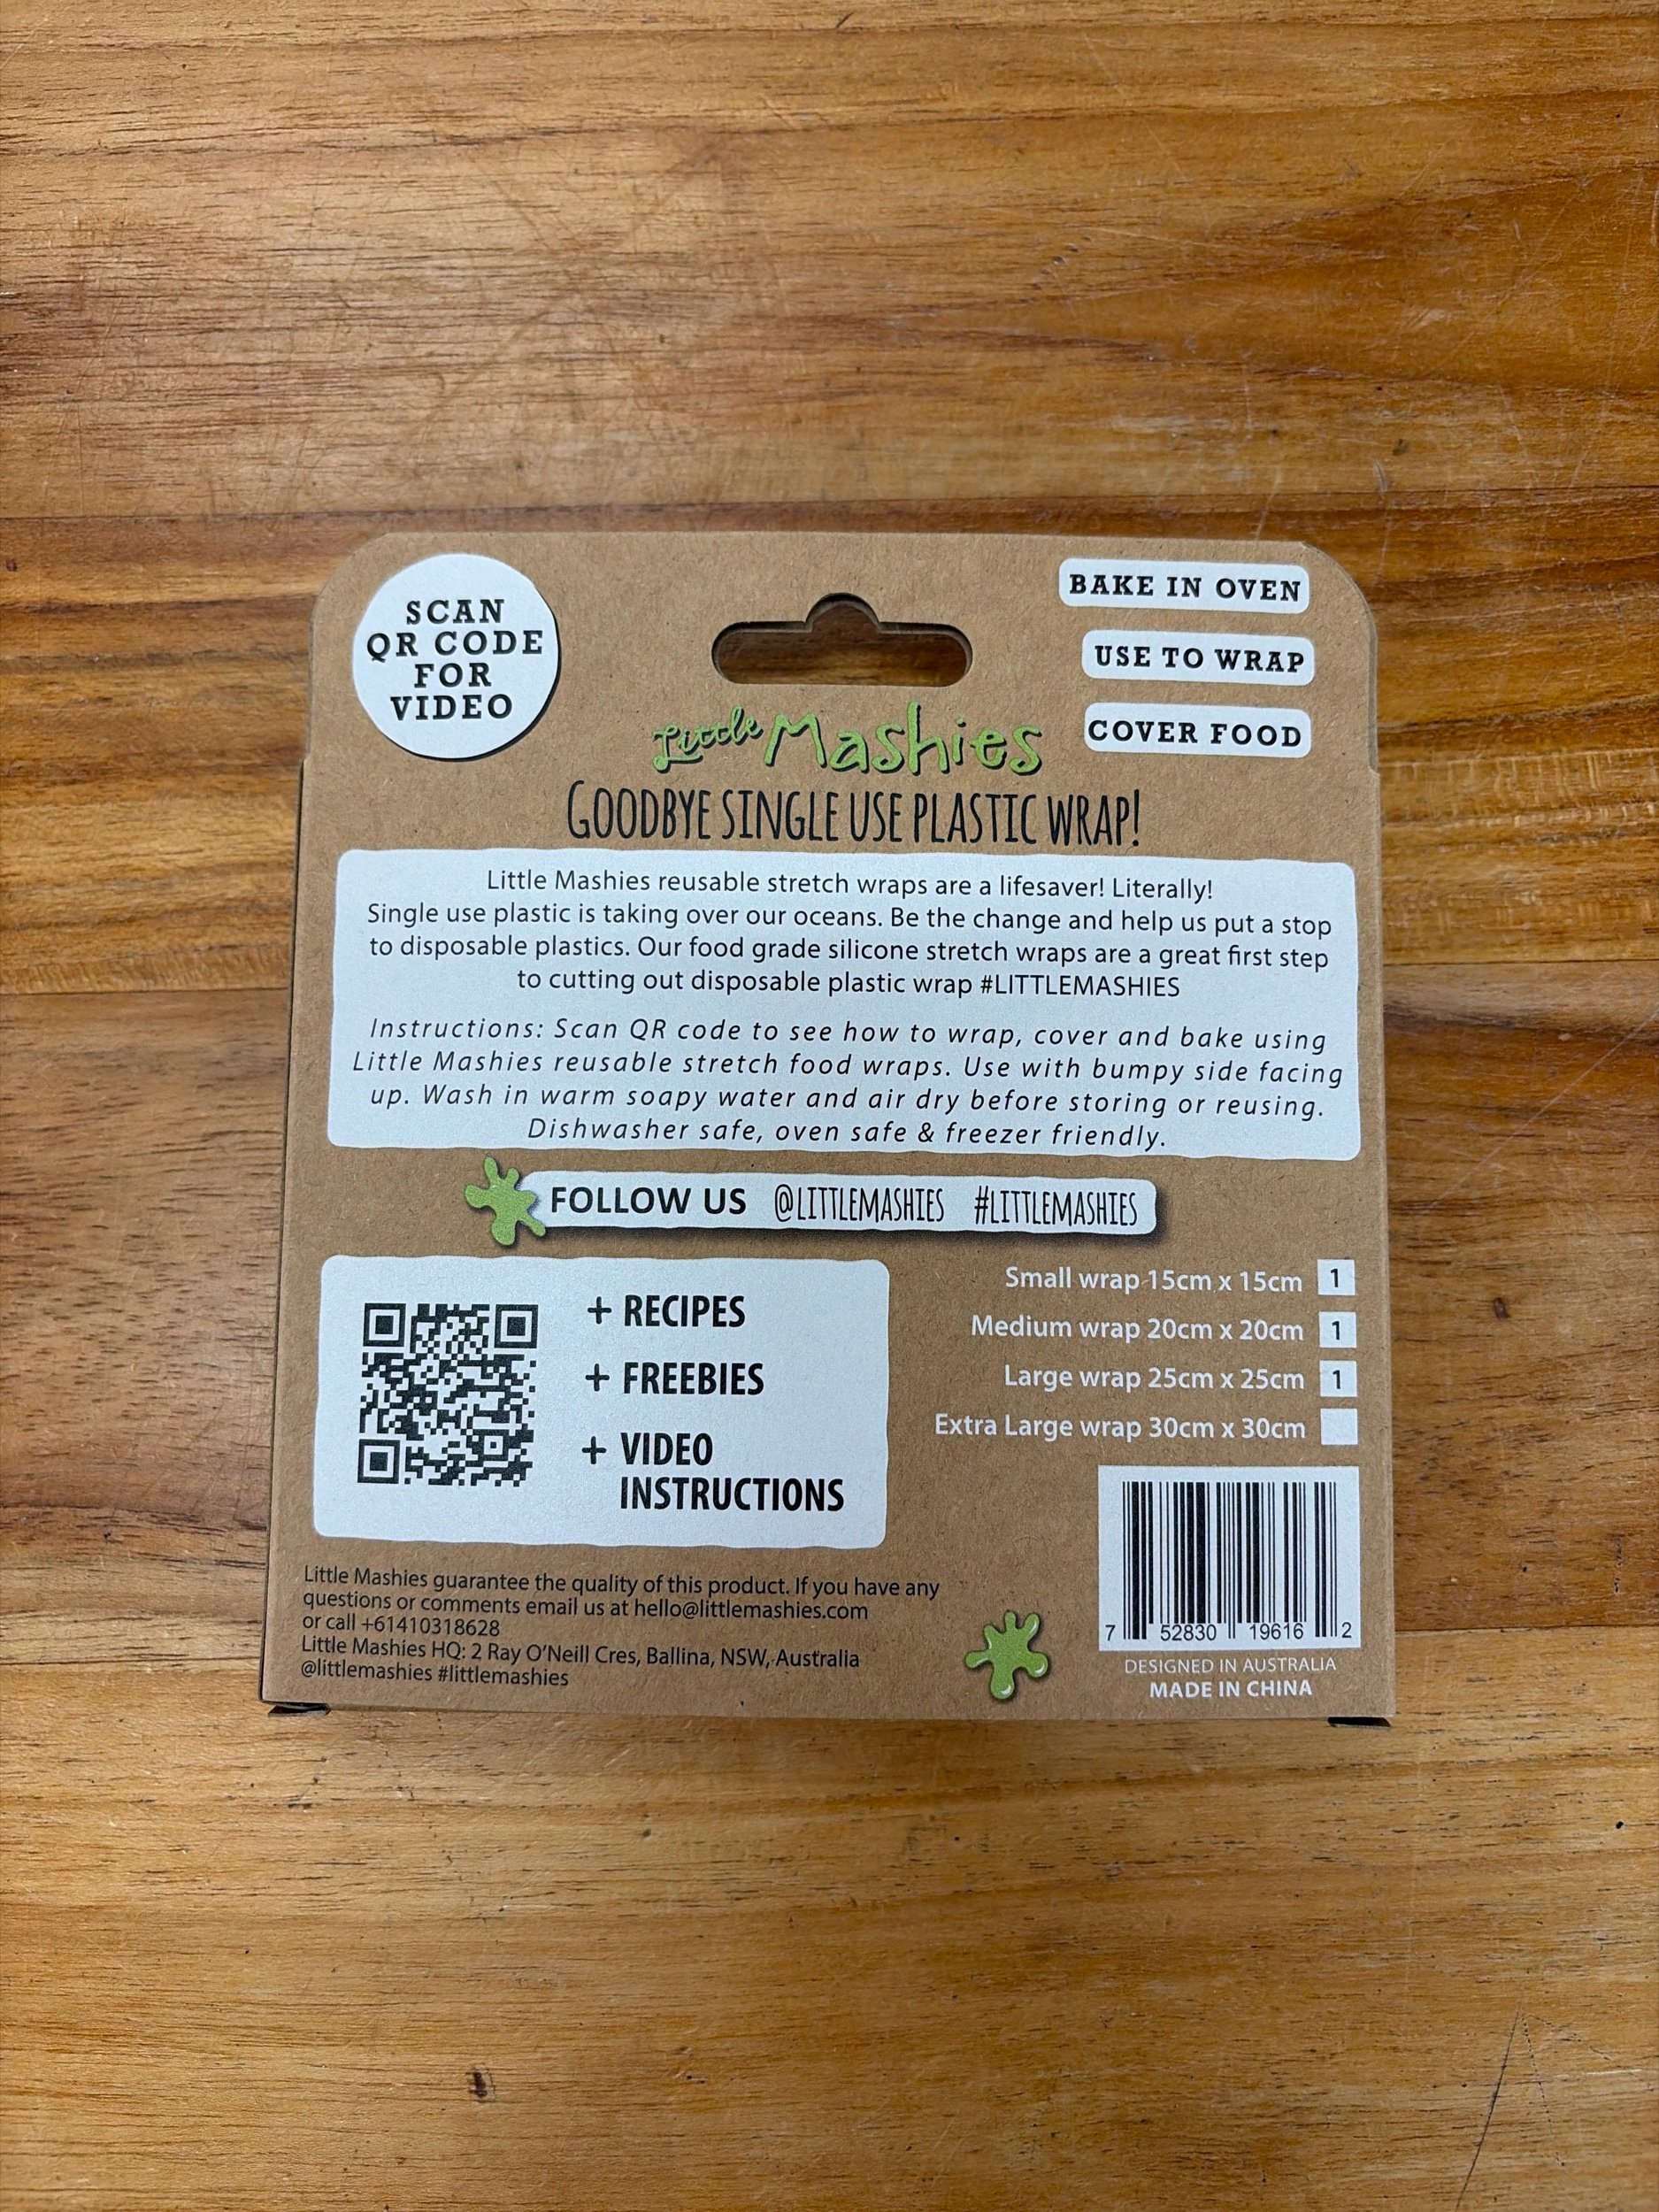 SCAN
QR CODE
FOR
VIDEO
BAKE IN OVEN
USE TO WRAP
COVER FOOD
Little Mashies
GOODBYE SINGLE USE PLASTIC WRAP!
Little Mashies reusable stretch wraps are a lifesaver! Literally!
Single use plastic is taking over our oceans. Be the change and help us put a stop
to disposable plastics. Our food grade silicone stretch wraps are a great first step
to cutting out disposable plastic wrap #LITTLEMASHIES
Instructions: Scan QR code to see how to wrap, cover and bake using
Little Mashies reusable stretch food wraps. Use with bumpy side facing
up. Wash in warm soapy water and air dry before storing or reusing.
Dishwasher safe, oven safe & freezer friendly.
FOLLOW US @LITTLEMASHIES #LITTLEMASHIES
+ RECIPES
+ FREEBIES
+ VIDEO
INSTRUCTIONS
Small wrap 15cm x 15cm 1
Medium wrap 20cm x 20cm 1
Large wrap 25cm x 25cm 1
Extra Large wrap 30cm x 30cm
Little Mashies guarantee the quality of this product. If you have any
questions or comments email us at hello@littlemashies.com
or call +61410318628
Little Mashies HQ: 2 Ray O'Neill Cres, Ballina, NSW, Australia
@littlemashies #littlemashies
7 52830 19616 2
DESIGNED IN AUSTRALIA
MADE IN CHINA